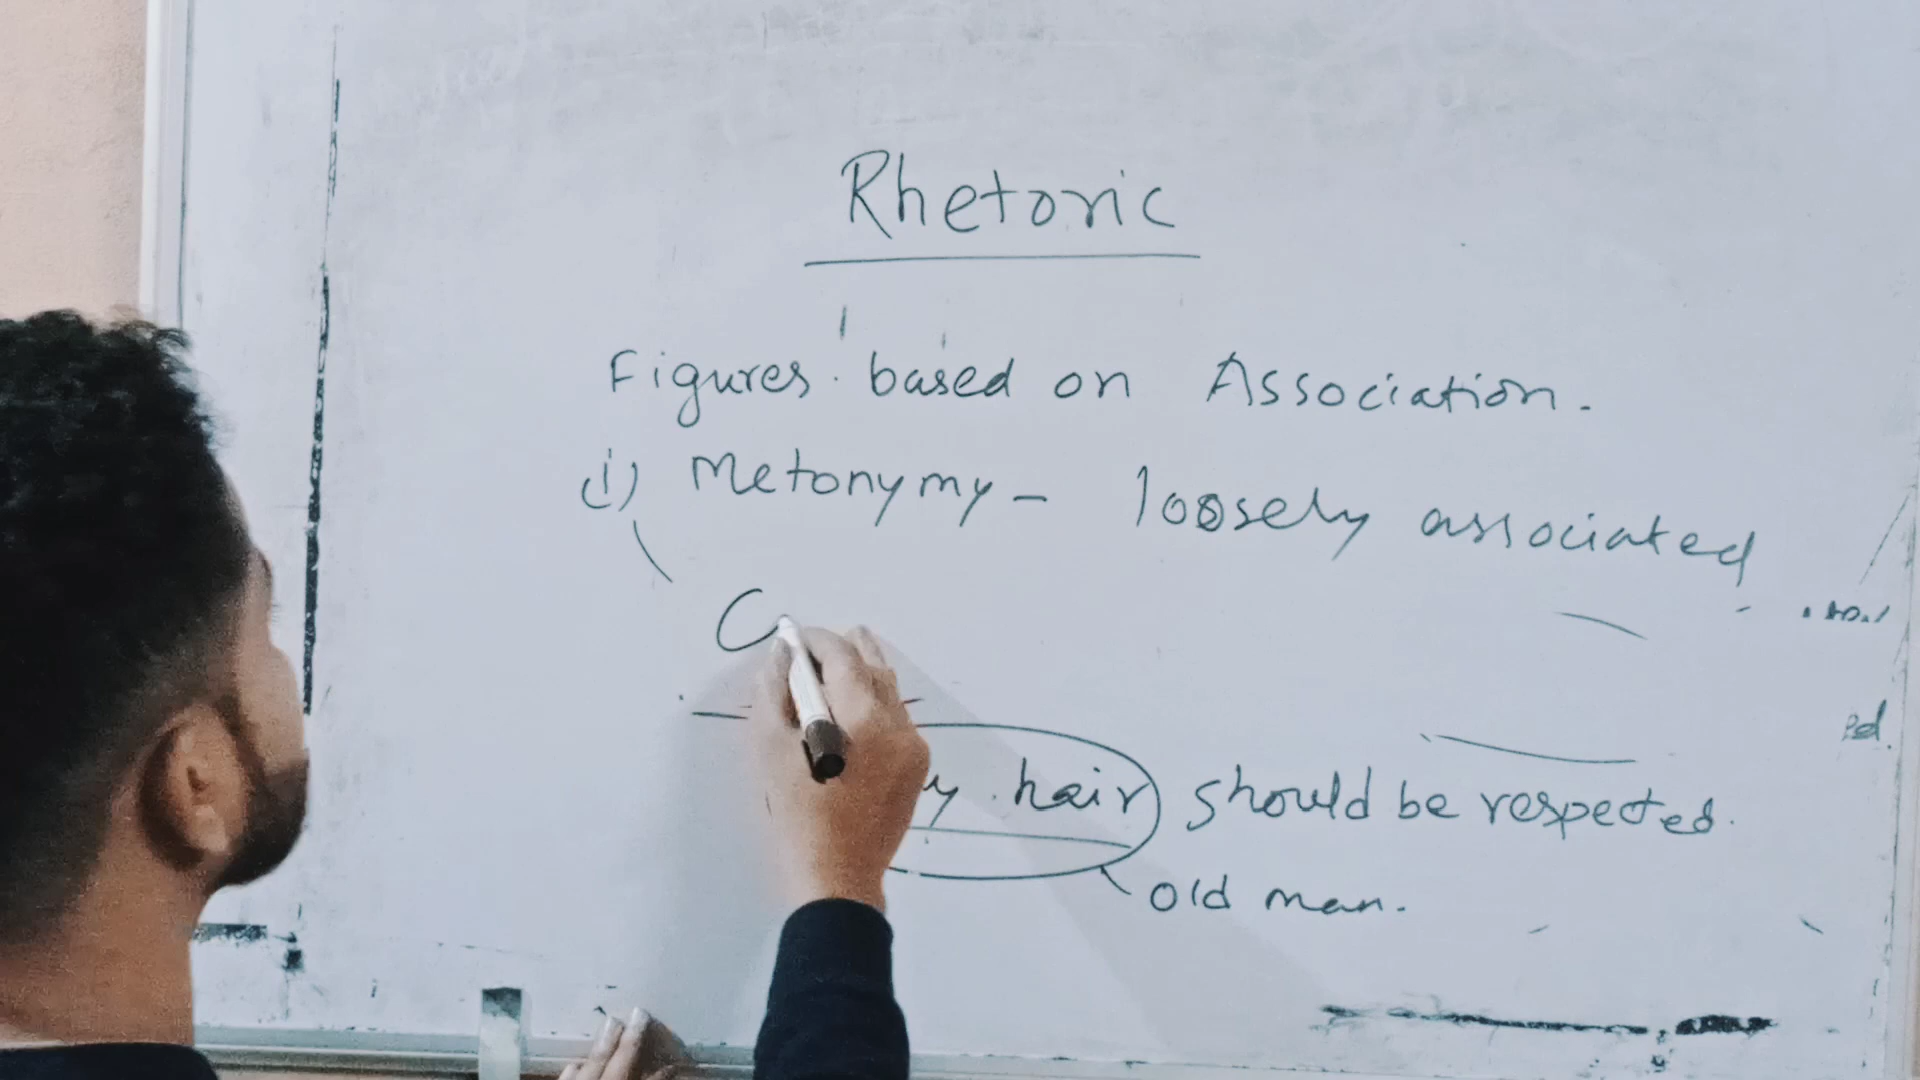 Rhetoric
Figures based on Association.
(i) Metonymy - loosely associated
C
hair should be respected.
old man.